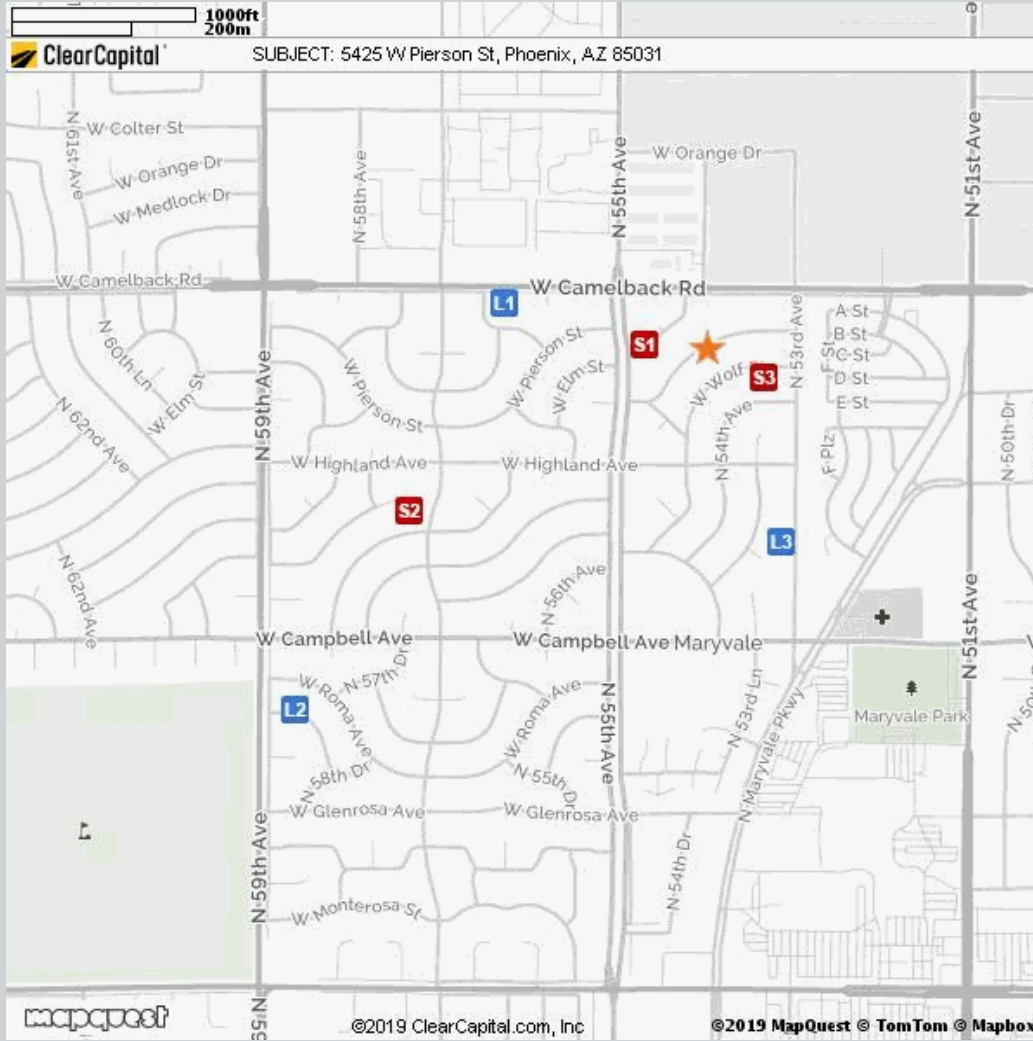 1000ft
200m
ClearCapital
SUBJECT: 5425 W Pierson St, Phoenix, AZ 85031
N 61st Ave
W Colter St
W Orange Dr
W Medlock Dr
N 58th Ave
N 55th Ave
W Orange Dr
N 51st Ave
W Camelback Rd
W Camelback Rd
L1
S1
S3
N 60th Ln
W Elm St
N 62nd Ave
N 59th Ave
W Pierson St
W Pierson St
W Elm St
W Wolf
N 54th Ave
N 53rd Ave
A St
B St
C St
D St
E St
F St
F Plz
N 50th Dr
W Highland Ave
W Highland Ave
S2
L3
N 62nd Ave
N 56th Ave
W Campbell Ave
W Campbell Ave
Maryvale
N 51st Ave
L2
W Roma Ave
N 57th Dr
W Roma Ave
N 58th Dr
N 55th Dr
N 55th Ave
N 53rd Ln
N Maryvale Pkwy
Maryvale Park
W Glenrosa Ave
W Glenrosa Ave
N 59th Ave
N 54th Dr
W Monterosa St
mapquest
©2019 ClearCapital.com, Inc
©2019 MapQuest © TomTom © Mapbox